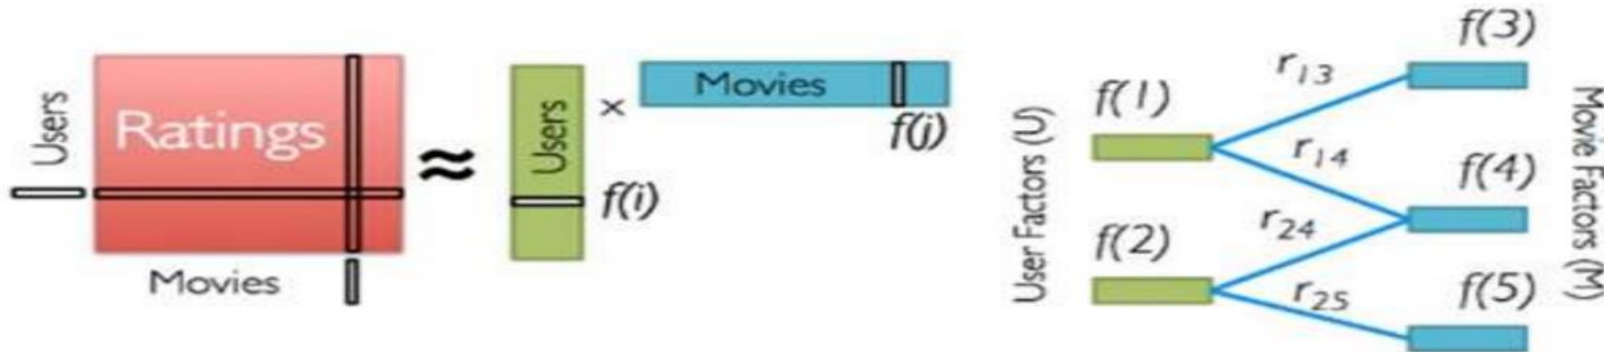 Users
Ratings
Movies
≈
Users
f(i)
x
Movies
f(j)
User Factors (U)
f(1)
f(2)
r13
r14
r24
r25
f(3)
f(4)
f(5)
Movie Factors (M)